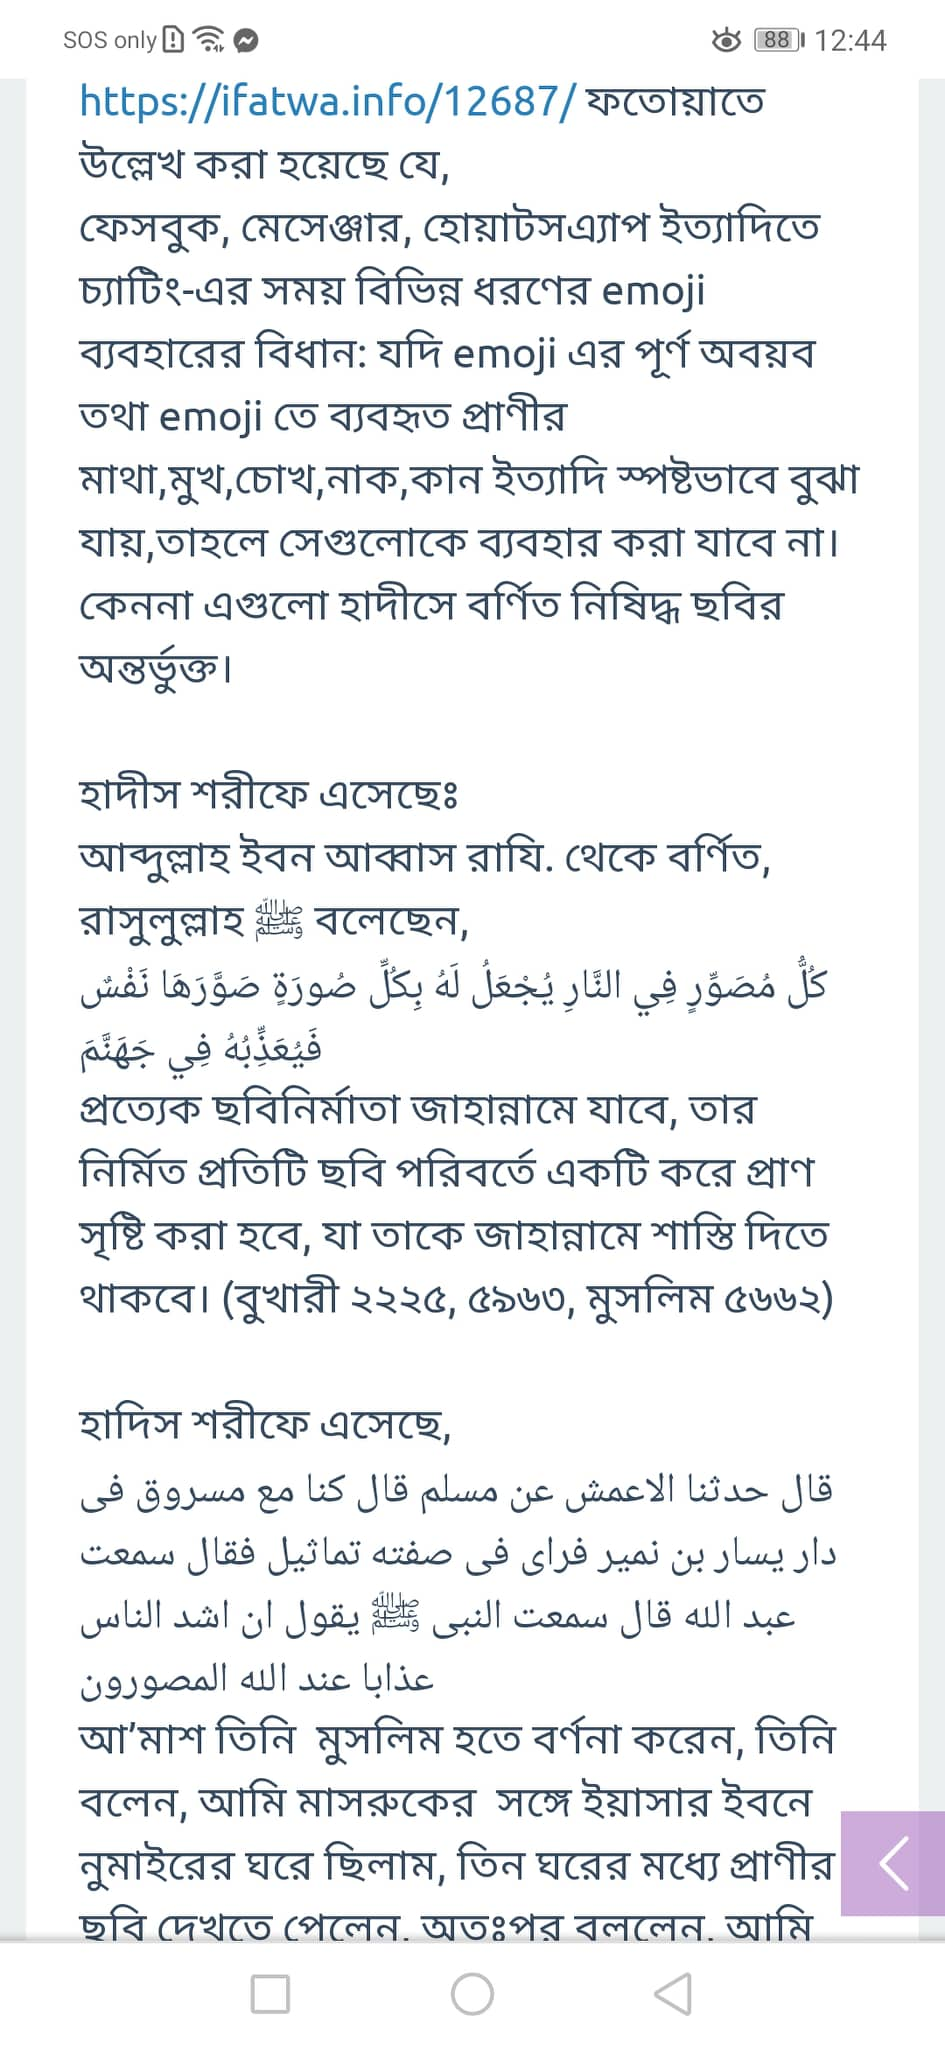 SOS only 88 12:44
https://ifatwa.info/12687/ ফতোয়াতে
উল্লেখ করা হয়েছে যে,
ফেসবুক, মেসেঞ্জার, হোয়াটসএ্যাপ ইত্যাদিতে
চ্যাটিং-এর সময় বিভিন্ন ধরণের emoji
ব্যবহারের বিধান: যদি emoji এর পূর্ণ অবয়ব
তথা emoji তে ব্যবহৃত প্রাণীর
মাথা,মুখ,চোখ,নাক,কান ইত্যাদি স্পষ্টভাবে বুঝা
যায়,তাহলে সেগুলোকে ব্যবহার করা যাবে না।
কেননা এগুলো হাদীসে বর্ণিত নিষিদ্ধ ছবির
অন্তর্ভুক্ত।
হাদীস শরীফে এসেছেঃ
আব্দুল্লাহ ইবন আব্বাস রাযি. থেকে বর্ণিত,
রাসুলুল্লাহ ﷺ বলেছেন,
كُلُّ مُصَوِّرٍ فِي النَّارِ يُجْعَلُ لَهُ بِكُلِّ صُورَةٍ صَوَّرَهَا نَفْسٌ
فَيُعَذِّبُهُ فِي جَهَنَّمَ
প্রত্যেক ছবিনির্মাতা জাহান্নামে যাবে, তার
নির্মিত প্রতিটি ছবি পরিবর্তে একটি করে প্রাণ
সৃষ্টি করা হবে, যা তাকে জাহান্নামে শাস্তি দিতে
থাকবে। (বুখারী ২২২৫, ৫৯৬৩, মুসলিম ৫৬৬২)
হাদিস শরীফে এসেছে,
قال حدثنا الاعمش عن مسلم قال كنا مع مسروق فى
دار يسار بن نمير فراى فى صفته تماثيل فقال سمعت
عبد الله قال سمعت النبى ﷺ يقول ان اشد الناس
عذابا عند الله المصورون
আ’মাশ তিনি মুসলিম হতে বর্ণনা করেন, তিনি
বলেন, আমি মাসরুকের সঙ্গে ইয়াসার ইবনে
নুমাইরের ঘরে ছিলাম, তিন ঘরের মধ্যে প্রাণীর
ছবি দেখতে পেলেন, অতঃপর বললেন, আমি